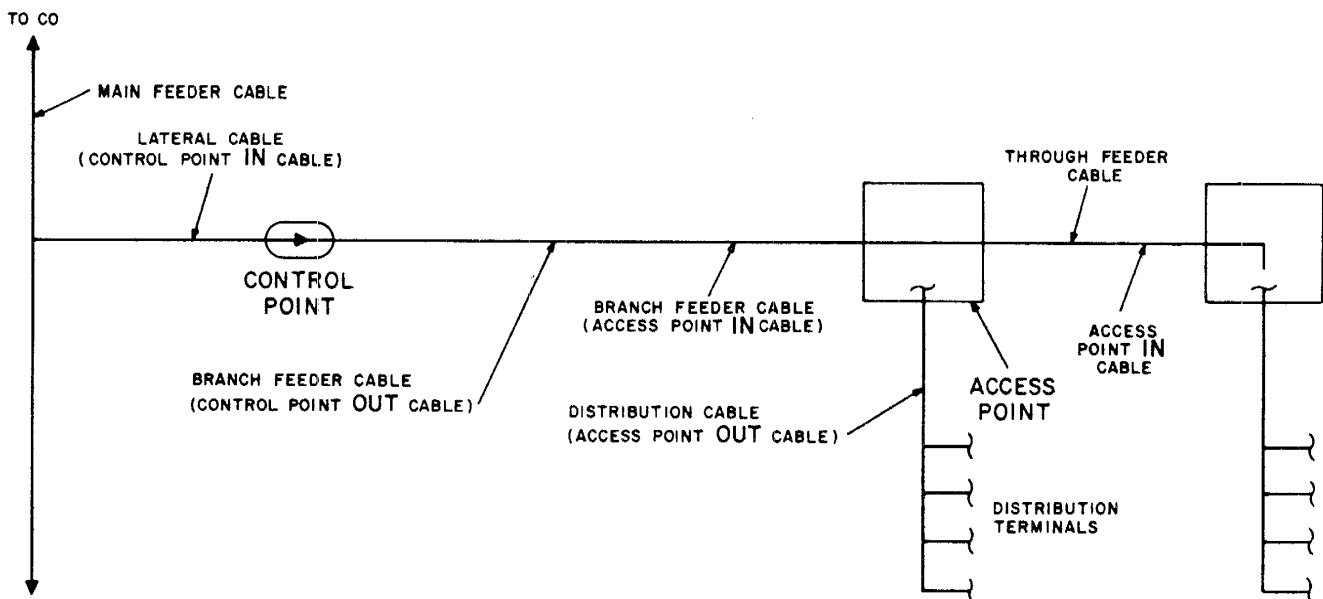 TO CO
MAIN FEEDER CABLE
LATERAL CABLE
(CONTROL POINT IN CABLE)
THROUGH FEEDER
CABLE
CONTROL
POINT
BRANCH FEEDER CABLE
(ACCESS POINT IN CABLE)
ACCESS
POINT IN
CABLE
BRANCH FEEDER CABLE
(CONTROL POINT OUT CABLE)
ACCESS
POINT
DISTRIBUTION CABLE
(ACCESS POINT OUT CABLE)
DISTRIBUTION
TERMINALS